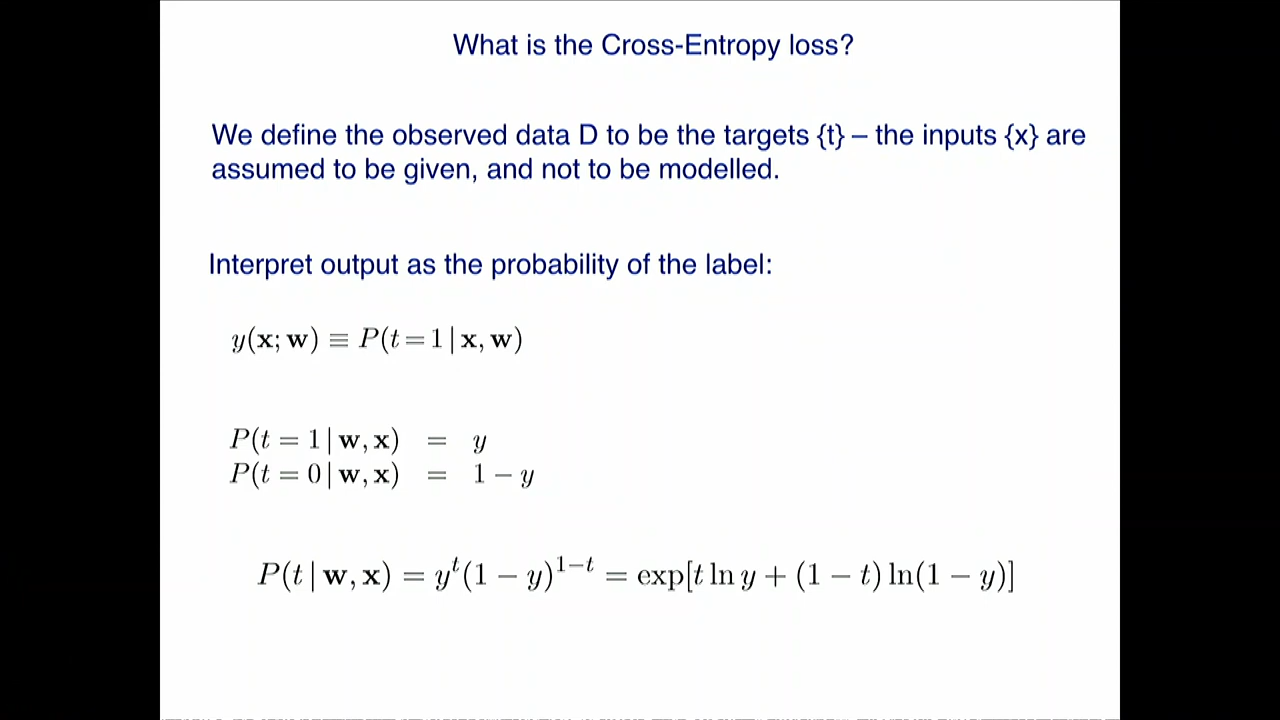 What is the Cross-Entropy loss?
We define the observed data D to be the targets {t} – the inputs {x} are
assumed to be given, and not to be modelled.
Interpret output as the probability of the label:
y(x; w) ≡ P(t = 1 | x, w)
P(t = 1 | w, x) = y
P(t = 0 | w, x) = 1 − y
P(t | w, x) = y^t(1 − y)^{1−t} = exp[t ln y + (1 − t) ln(1 − y)]